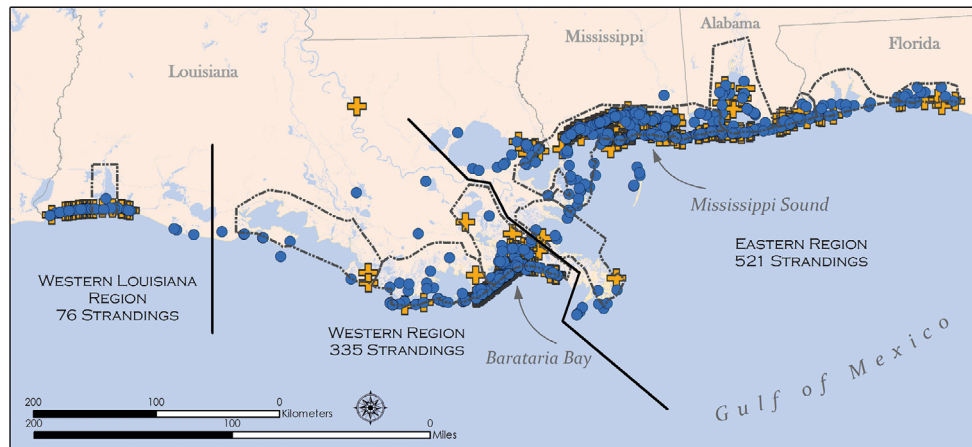 Alabama
Mississippi
Florida
Louisiana
Mississippi Sound
EASTERN REGION
521 STRANDINGS
WESTERN LOUISIANA
REGION
76 STRANDINGS
WESTERN REGION
335 STRANDINGS
Barataria Bay
Gulf of Mexico
200 100 0
Kilometers
200 100 0
Miles